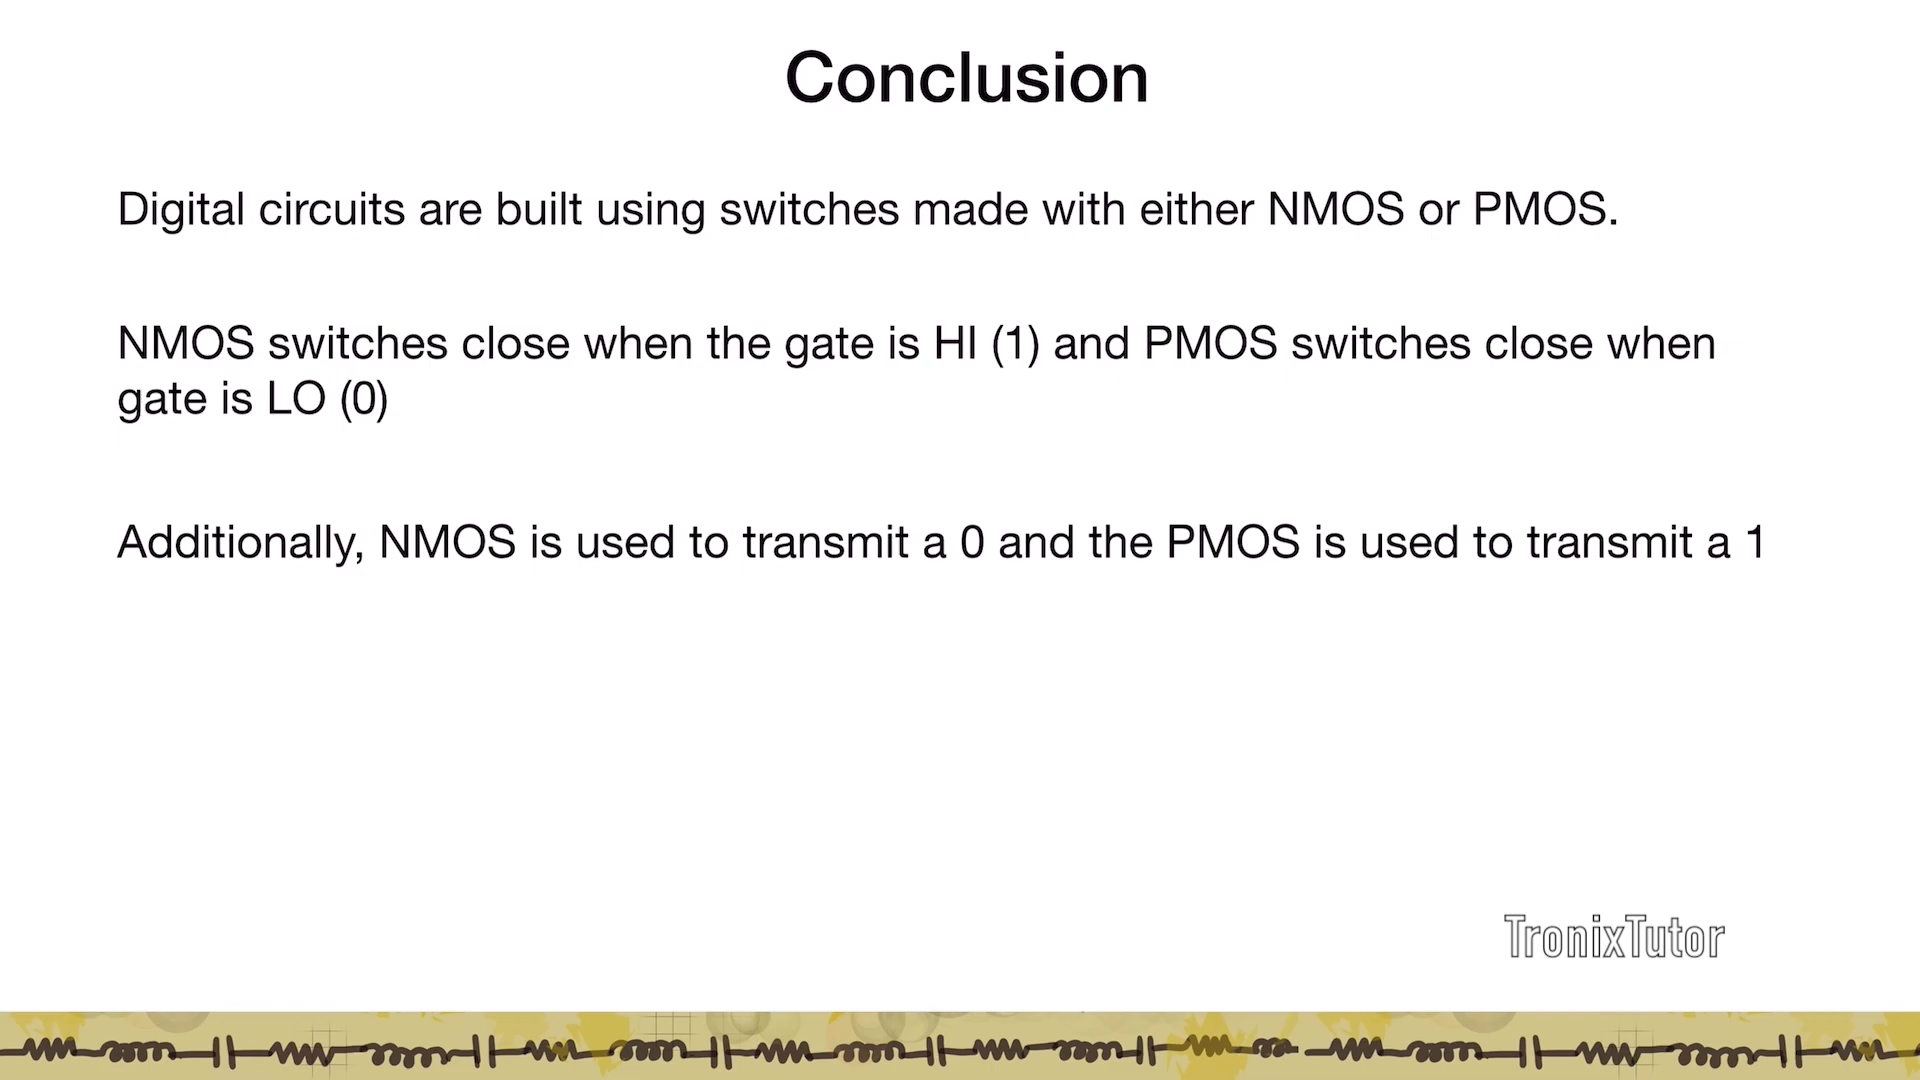 Conclusion
Digital circuits are built using switches made with either NMOS or PMOS.
NMOS switches close when the gate is HI (1) and PMOS switches close when
gate is LO (0)
Additionally, NMOS is used to transmit a 0 and the PMOS is used to transmit a 1
TronixTutor